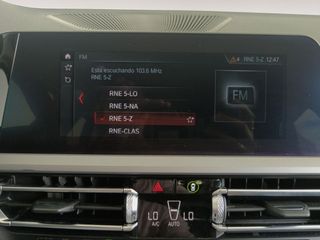 FM
4 RNE 5-Z 12:47
Está escuchando 103.6 MHz
RNE 5-Z
RNE 5-LO
RNE 5-NA
RNE 5-Z
RNE-CLAS
FM
LO A/C AUTO LO